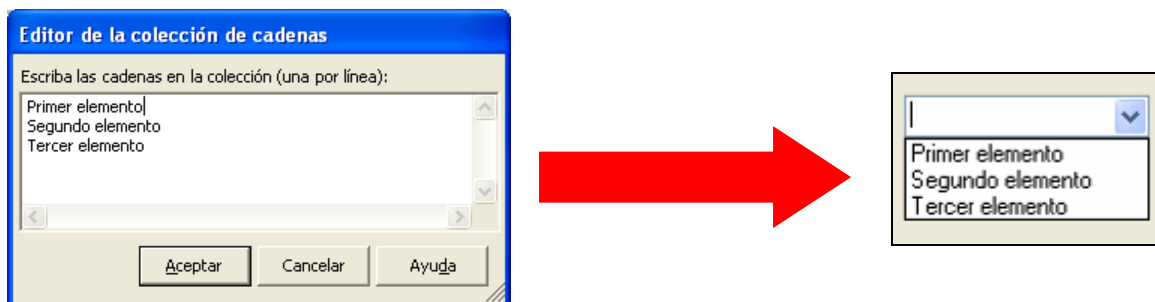 Editor de la colección de cadenas
Escriba las cadenas en la colección (una por línea):
Primer elemento
Segundo elemento
Tercer elemento
Aceptar
Cancelar
Ayuda
Primer elemento
Segundo elemento
Tercer elemento